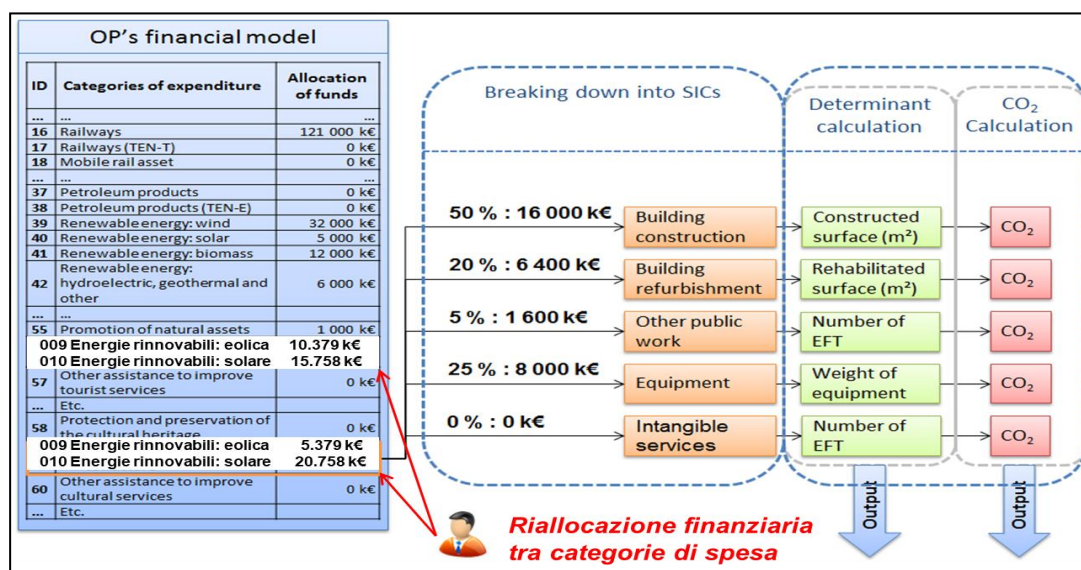 OP's financial model
ID Categories of expenditure Allocation of funds
... ... ...
16 Railways 121 000 k€
17 Railways (TEN-T) 0 k€
18 Mobile rail asset 0 k€
... ...
37 Petroleum products 0 k€
38 Petroleum products (TEN-E) 0 k€
39 Renewable energy: wind 32 000 k€
40 Renewable energy: solar 5 000 k€
41 Renewable energy: biomass 12 000 k€
42 Renewable energy: hydroelectric, geothermal and other 6 000 k€
... ...
55 Promotion of natural assets 1 000 k€
009 Energie rinnovabili: eolica 10.379 k€
010 Energie rinnovabili: solare 15.758 k€
57 Other assistance to improve tourist services 0 k€
... Etc.
58 Protection and preservation of the cultural heritage 0 k€
009 Energie rinnovabili: eolica 5.379 k€
010 Energie rinnovabili: solare 20.758 k€
60 Other assistance to improve cultural services 0 k€
... Etc.
Breaking down into SICs
Determinant
calculation
CO₂
Calculation
50 % : 16 000 k€
Building
construction
Constructed
surface (m²)
CO₂
20 % : 6 400 k€
Building
refurbishment
Rehabilitated
surface (m²)
CO₂
5 % : 1 600 k€
Other public
work
Number of
EFT
CO₂
25 % : 8 000 k€
Equipment
Weight of
equipment
CO₂
0 % : 0 k€
Intangible
services
Number of
EFT
CO₂
Output
Output
Riallocazione finanziaria
tra categorie di spesa